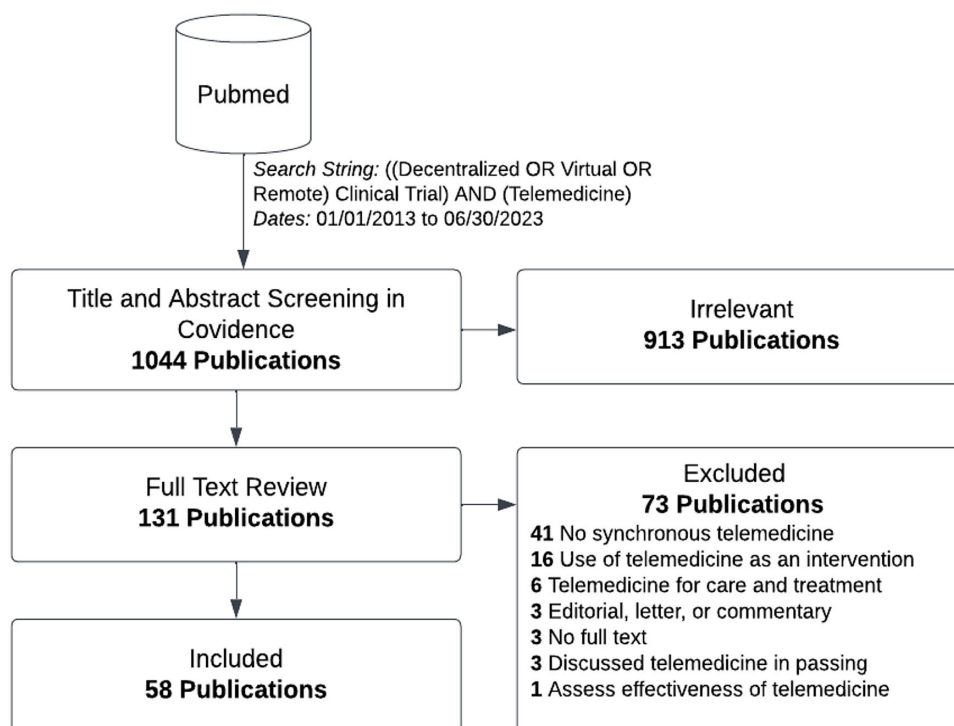 Pubmed
Search String: ((Decentralized OR Virtual OR
Remote) Clinical Trial) AND (Telemedicine)
Dates: 01/01/2013 to 06/30/2023
Title and Abstract Screening in
Covidence
1044 Publications
Irrelevant
913 Publications
Full Text Review
131 Publications
Excluded
73 Publications
41 No synchronous telemedicine
16 Use of telemedicine as an intervention
6 Telemedicine for care and treatment
3 Editorial, letter, or commentary
3 No full text
3 Discussed telemedicine in passing
1 Assess effectiveness of telemedicine
Included
58 Publications